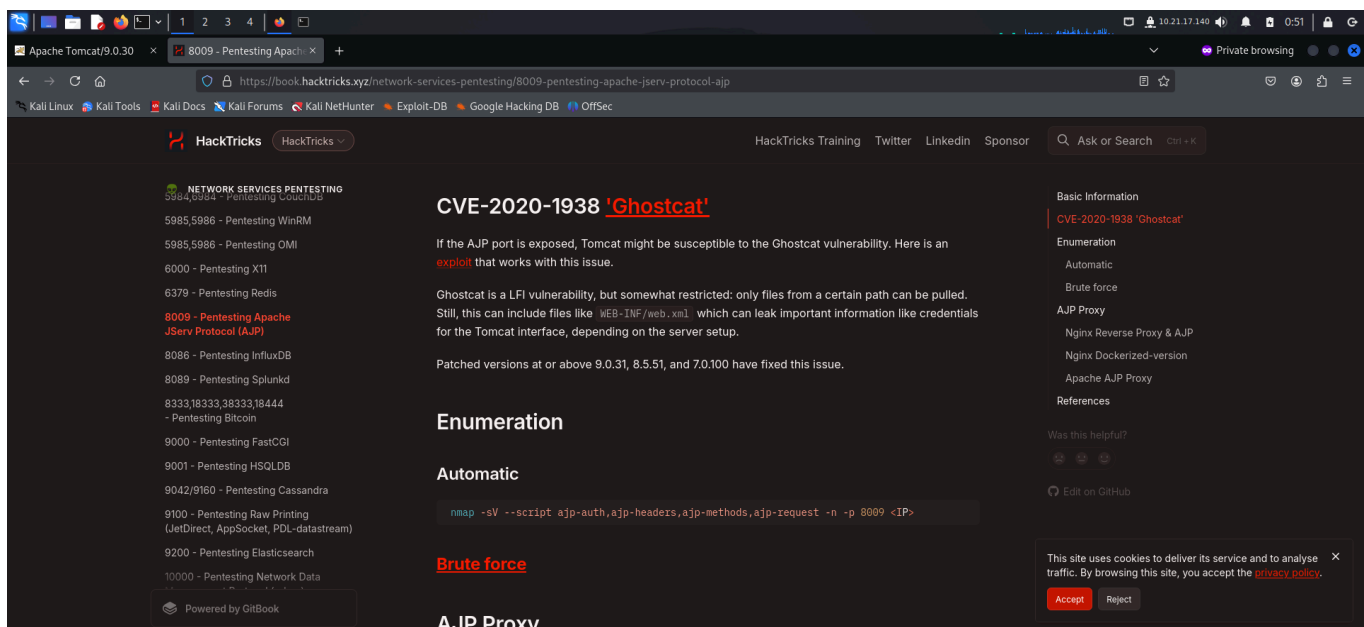 1 2 3 4
10.21.17.140
0:51
Apache Tomcat/9.0.30
8009 - Pentesting Apache
Private browsing
https://book.hacktricks.xyz/network-services-pentesting/8009-pentesting-apache-jserv-protocol-ajp
Kali Linux Kali Tools Kali Docs Kali Forums Kali NetHunter Exploit-DB Google Hacking DB OffSec
HackTricks HackTricks
HackTricks Training Twitter Linkedin Sponsor
Ask or Search Ctrl + K
NETWORK SERVICES PENTESTING
5984,6984 - Pentesting CouchDB
5985,5986 - Pentesting WinRM
5985,5986 - Pentesting OMI
6000 - Pentesting X11
6379 - Pentesting Redis
8009 - Pentesting Apache
JServ Protocol (AJP)
8086 - Pentesting InfluxDB
8089 - Pentesting Splunkd
8333,18333,38333,18444
- Pentesting Bitcoin
9000 - Pentesting FastCGI
9001 - Pentesting HSQLDB
9042/9160 - Pentesting Cassandra
9100 - Pentesting Raw Printing
(JetDirect, AppSocket, PDL-datastream)
9200 - Pentesting Elasticsearch
10000 - Pentesting Network Data
Powered by GitBook
CVE-2020-1938 'Ghostcat'
If the AJP port is exposed, Tomcat might be susceptible to the Ghostcat vulnerability. Here is an
exploit that works with this issue.
Ghostcat is a LFI vulnerability, but somewhat restricted: only files from a certain path can be pulled.
Still, this can include files like WEB-INF/web.xml which can leak important information like credentials
for the Tomcat interface, depending on the server setup.
Patched versions at or above 9.0.31, 8.5.51, and 7.0.100 have fixed this issue.
Enumeration
Automatic
nmap -sV --script ajp-auth,ajp-headers,ajp-methods,ajp-request -n -p 8009 <IP>
Brute force
AJP Proxy
Basic Information
CVE-2020-1938 'Ghostcat'
Enumeration
Automatic
Brute force
AJP Proxy
Nginx Reverse Proxy & AJP
Nginx Dockerized-version
Apache AJP Proxy
References
Was this helpful?
Edit on GitHub
This site uses cookies to deliver its service and to analyse
traffic. By browsing this site, you accept the privacy policy.
Accept Reject